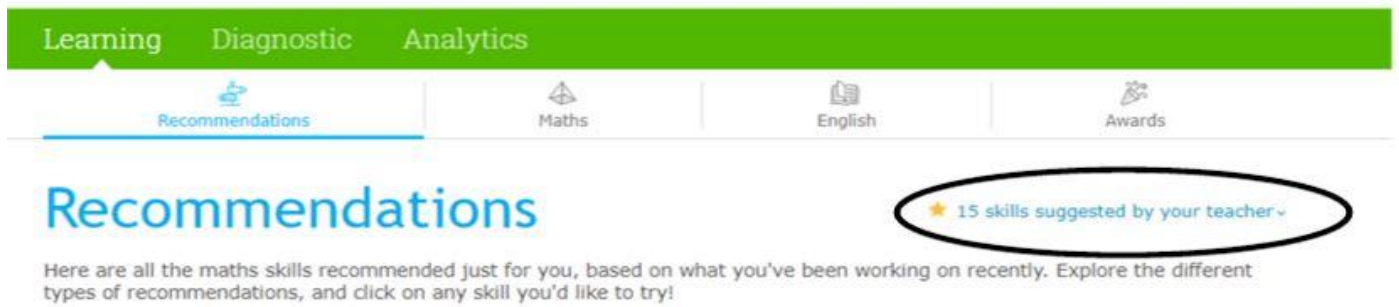 Learning Diagnostic Analytics
Recommendations Maths English Awards
Recommendations
15 skills suggested by your teacher
Here are all the maths skills recommended just for you, based on what you've been working on recently. Explore the different
types of recommendations, and click on any skill you'd like to try!